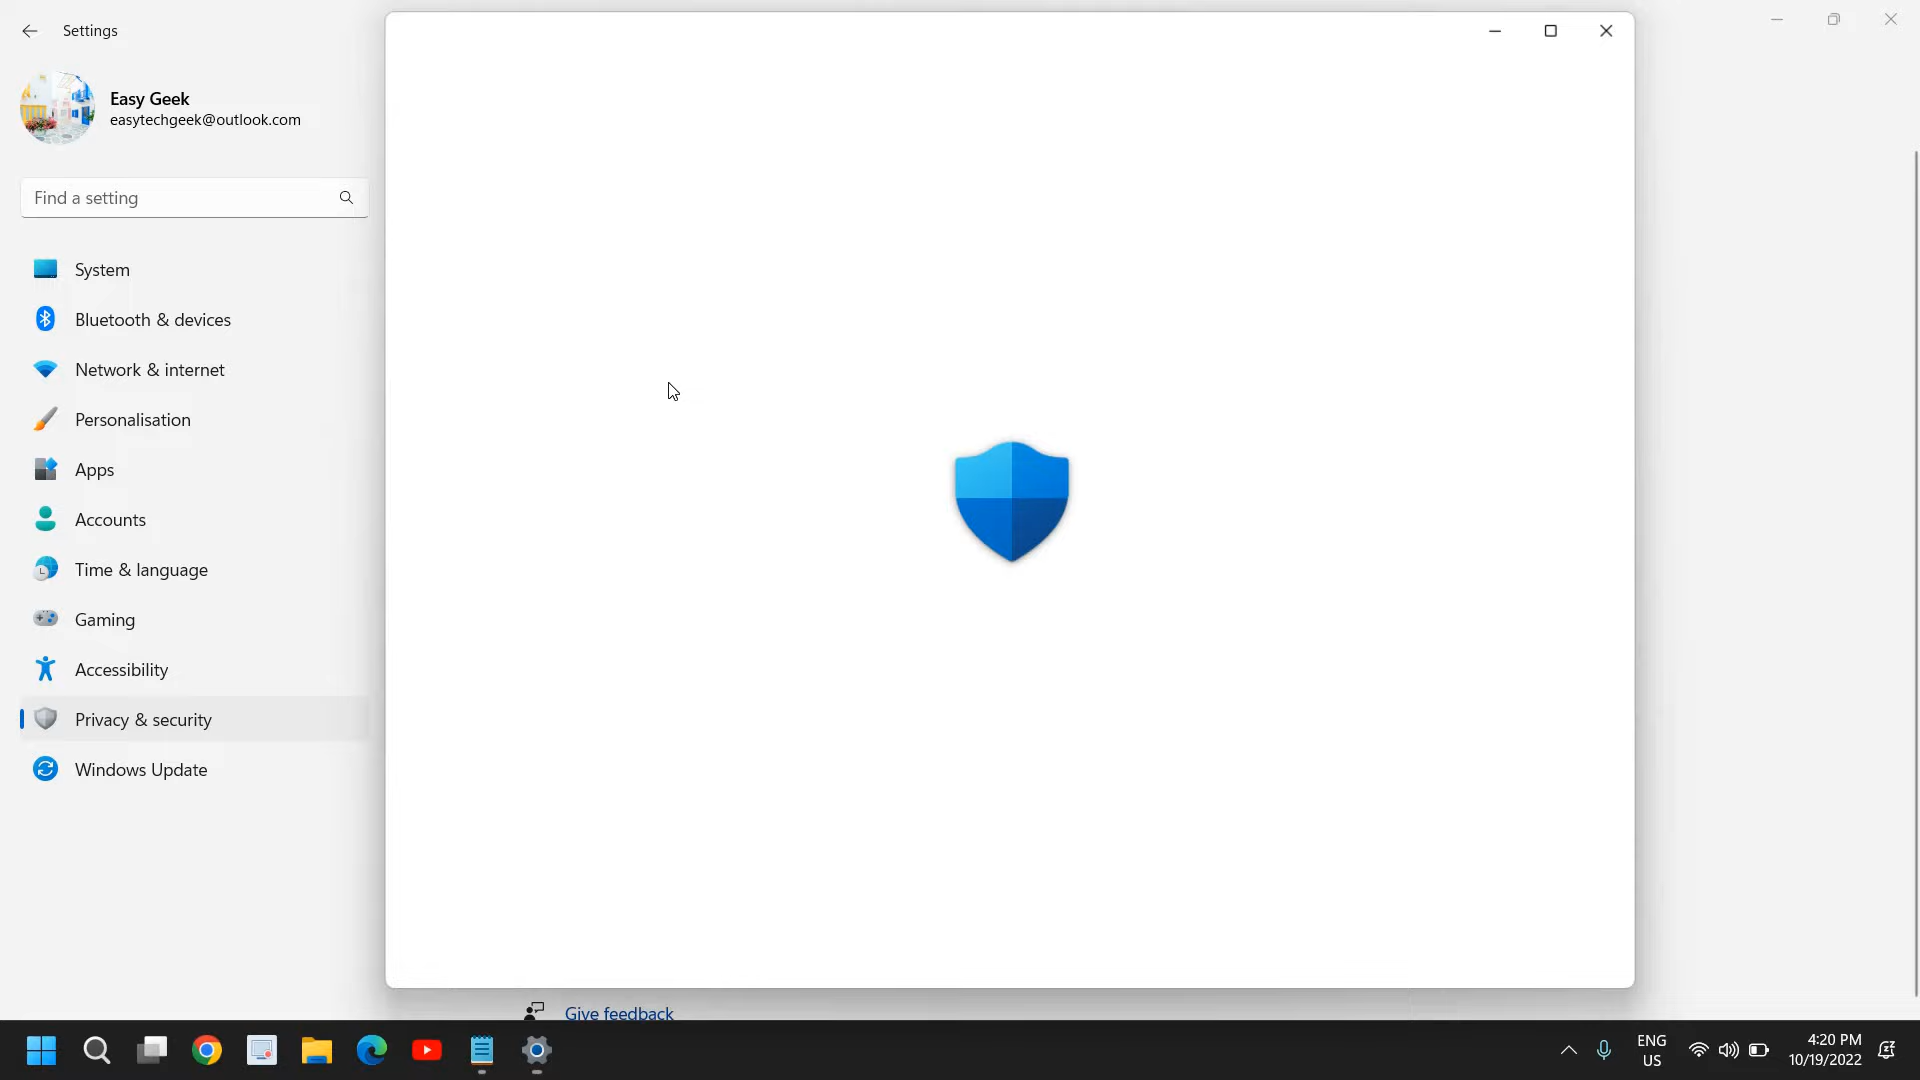 Settings
Easy Geek
easytechgeek@outlook.com
Find a setting
System
Bluetooth & devices
Network & internet
Personalisation
Apps
Accounts
Time & language
Gaming
Accessibility
Privacy & security
Windows Update
Give feedback
ENG
US
4:20 PM
10/19/2022